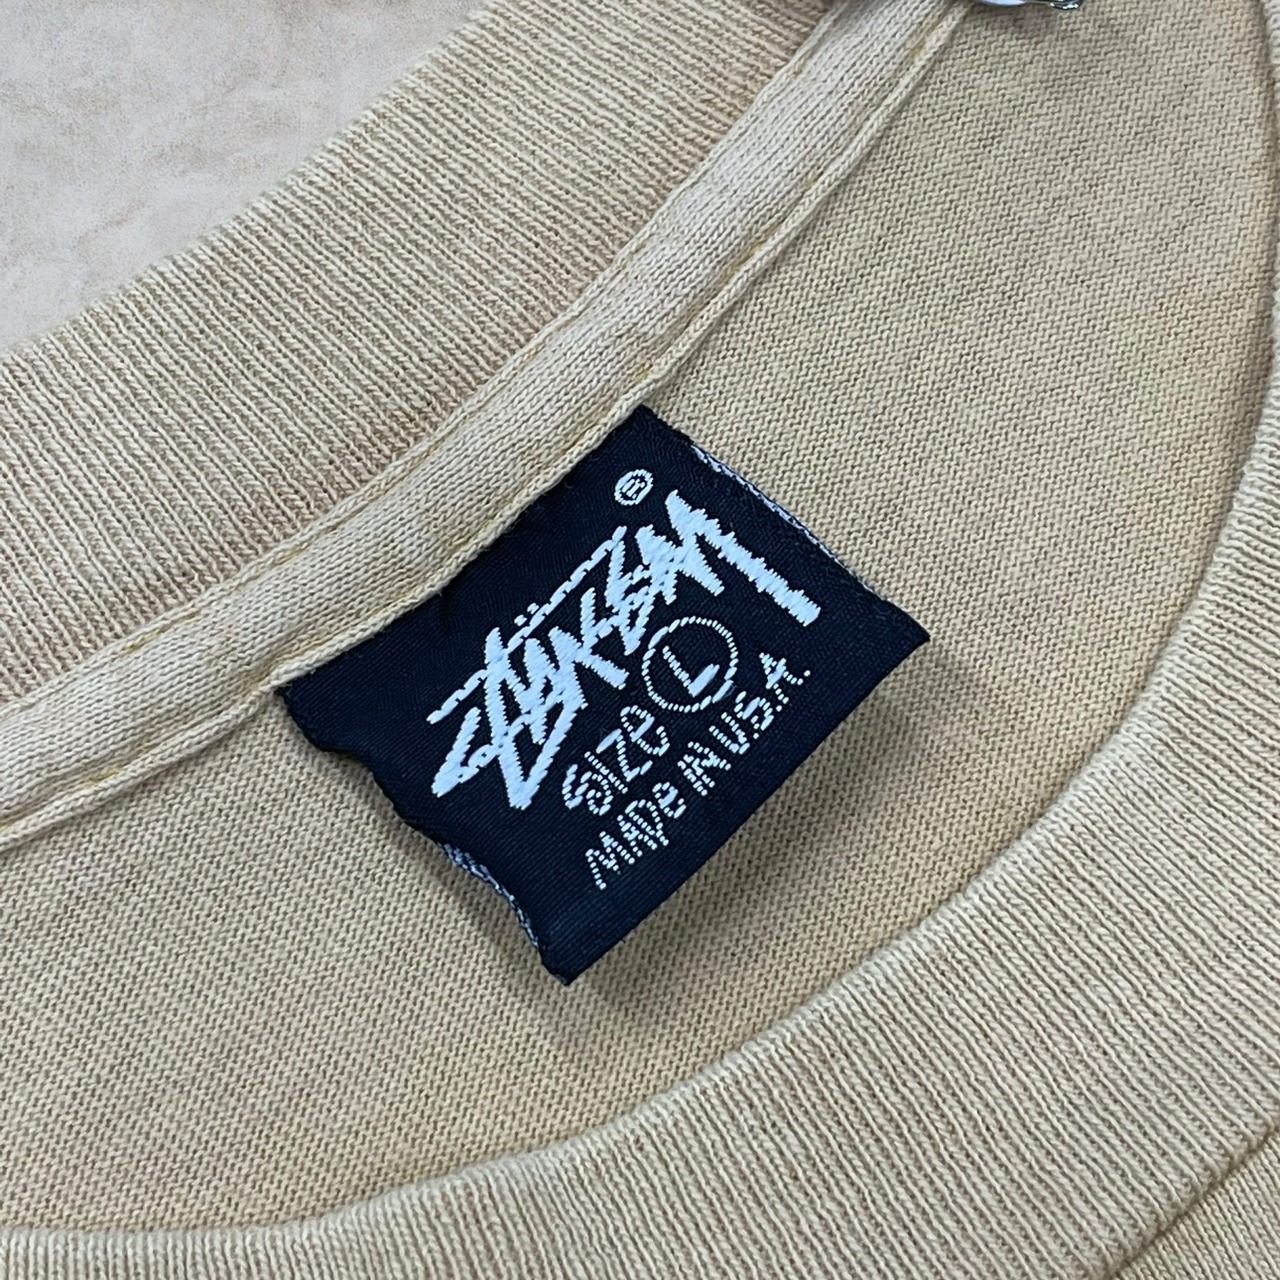 ®
STÜSSY
Size L
MADE IN U.S.A.